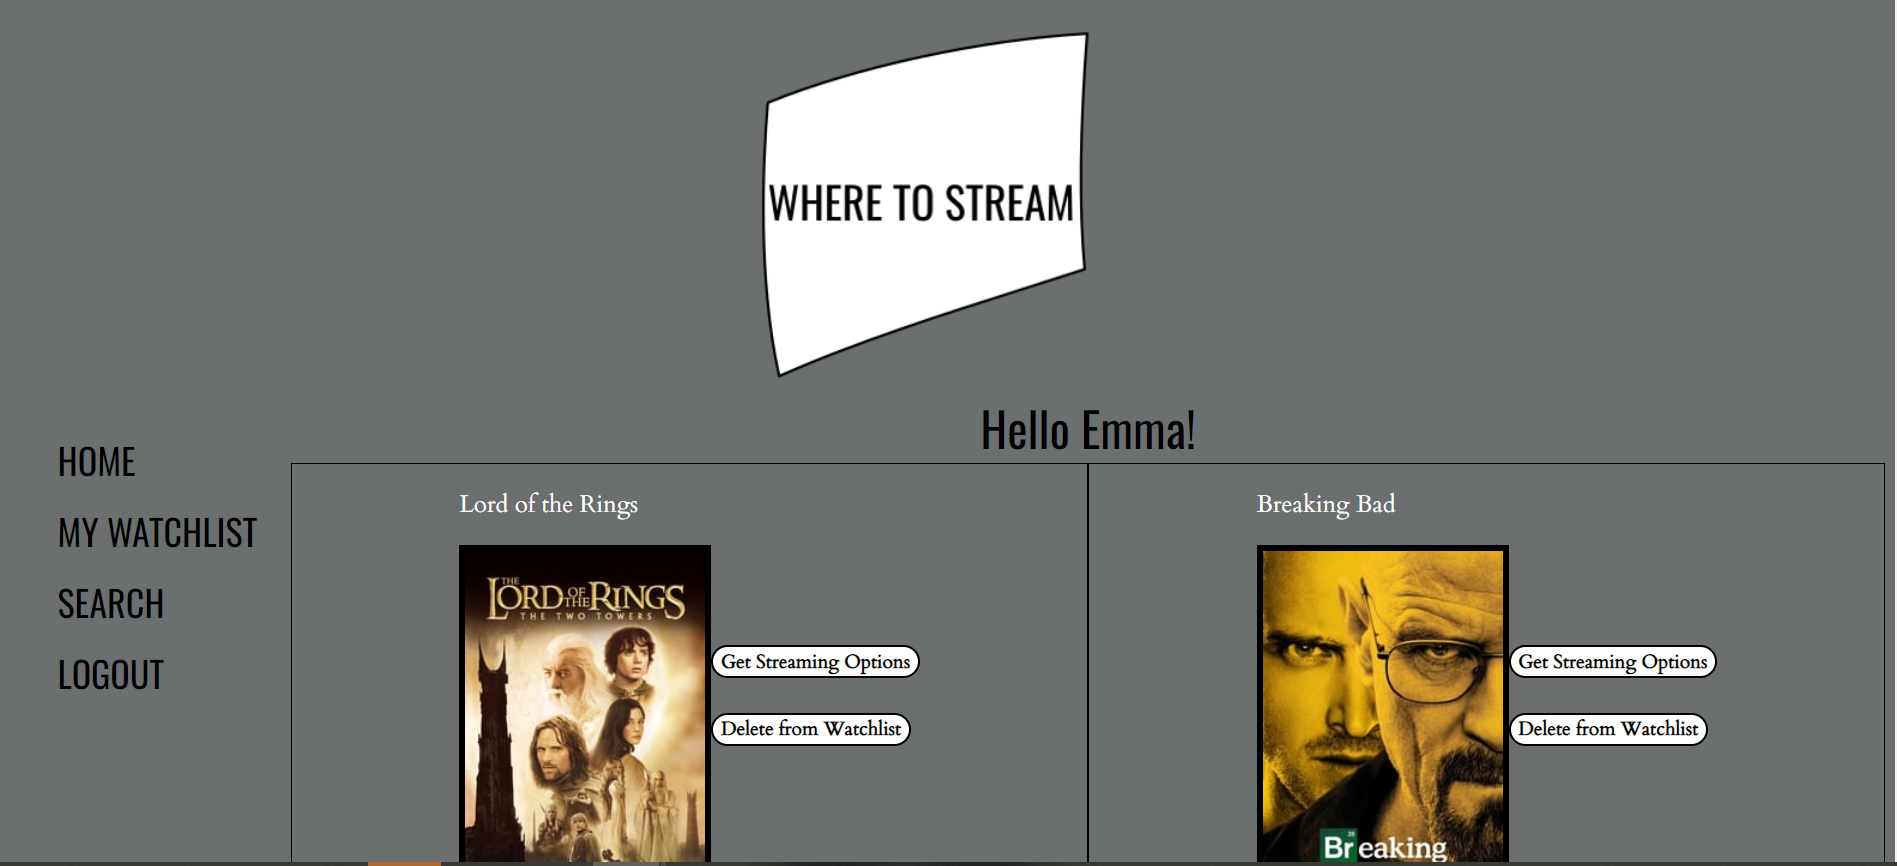 WHERE TO STREAM
Hello Emma!
HOME
MY WATCHLIST
SEARCH
LOGOUT
Lord of the Rings
THE
LORD OF THE RINGS
THE TWO TOWERS
Get Streaming Options
Delete from Watchlist
Breaking Bad
Get Streaming Options
Delete from Watchlist
35
Breaking